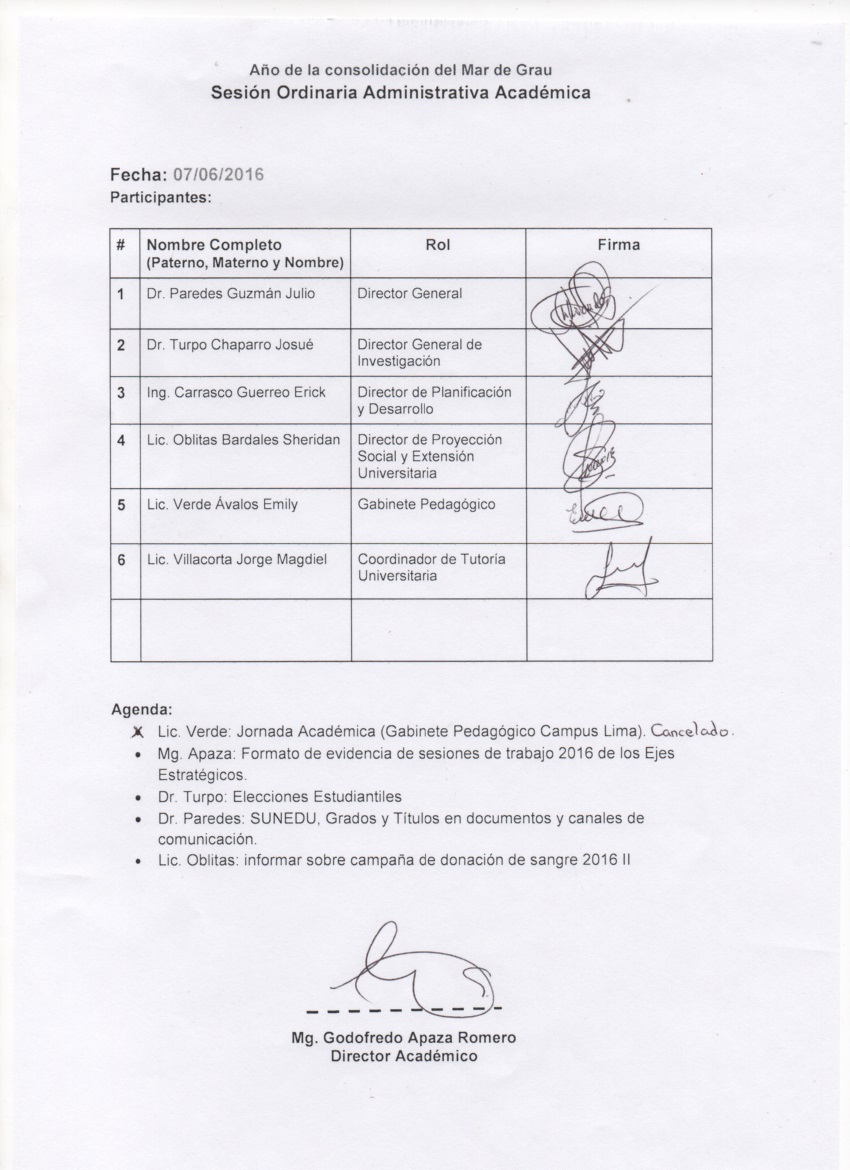 Año de la consolidación del Mar de Grau
Sesión Ordinaria Administrativa Académica
Fecha: 07/06/2016
Participantes:
# Nombre Completo Rol Firma
(Paterno, Materno y Nombre)
1 Dr. Paredes Guzmán Julio Director General
2 Dr. Turpo Chaparro Josué Director General de
Investigación
3 Ing. Carrasco Guerreo Erick Director de Planificación
y Desarrollo
4 Lic. Oblitas Bardales Sheridan Director de Proyección
Social y Extensión
Universitaria
5 Lic. Verde Ávalos Emily Gabinete Pedagógico
6 Lic. Villacorta Jorge Magdiel Coordinador de Tutoría
Universitaria
Agenda:
Lic. Verde: Jornada Académica (Gabinete Pedagógico Campus Lima). Cancelado.
• Mg. Apaza: Formato de evidencia de sesiones de trabajo 2016 de los Ejes
Estratégicos.
• Dr. Turpo: Elecciones Estudiantiles
• Dr. Paredes: SUNEDU, Grados y Títulos en documentos y canales de
comunicación.
• Lic. Oblitas: informar sobre campaña de donación de sangre 2016 II
Mg. Godofredo Apaza Romero
Director Académico